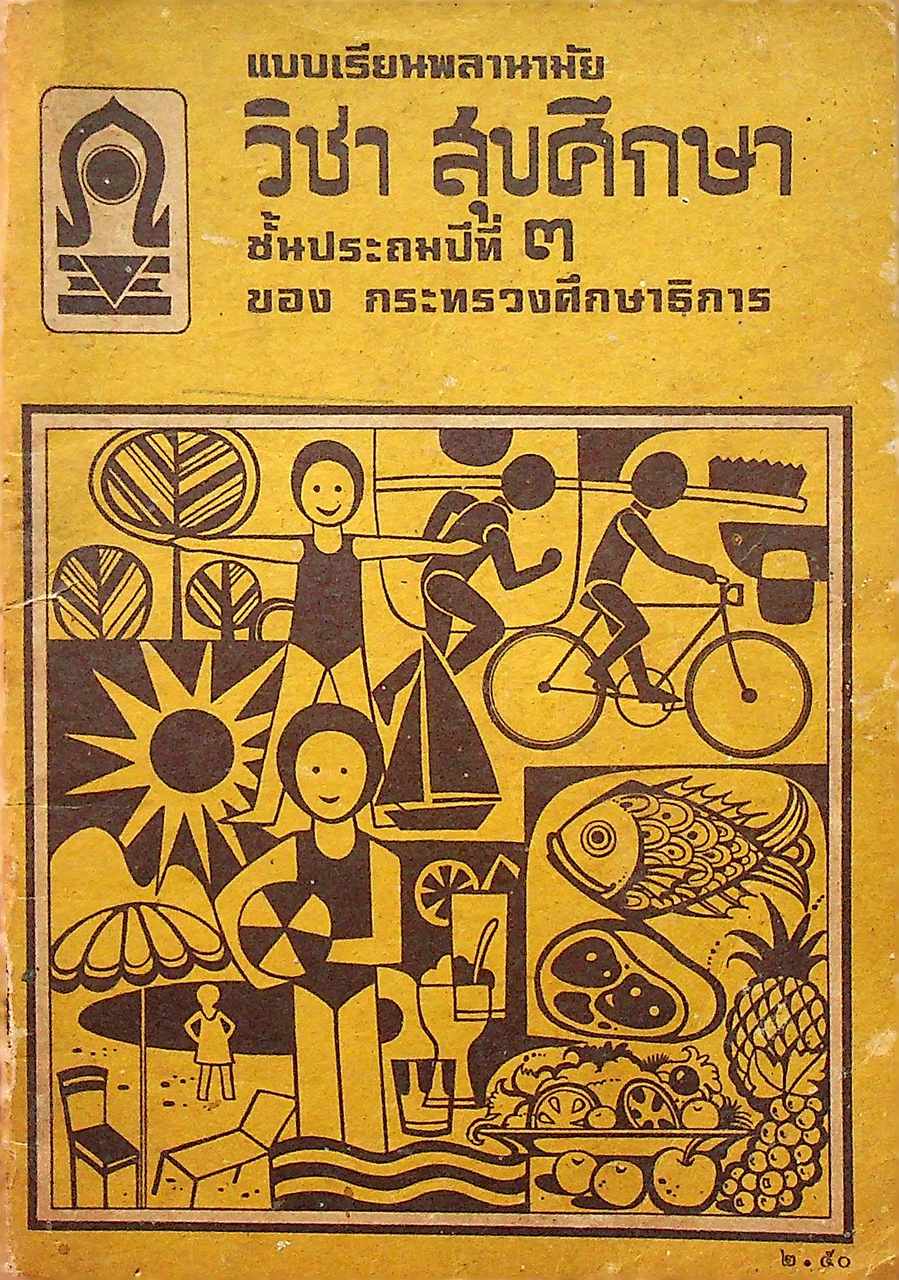 แบบเรียนพลานามัย
วิชา สุขศึกษา
ชั้นประถมปีที่ ๓
ของ กระทรวงศึกษาธิการ
๒.๕๐